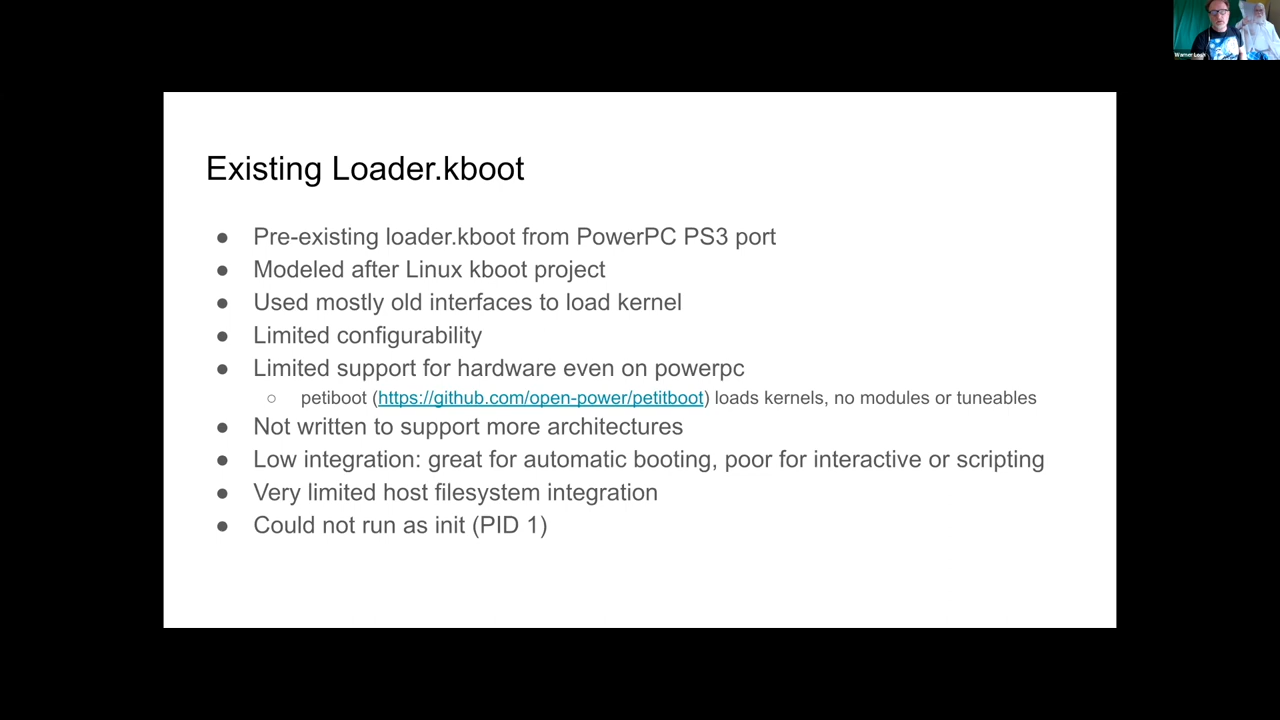 Warner Losh
Existing Loader.kboot
● Pre-existing loader.kboot from PowerPC PS3 port
● Modeled after Linux kboot project
● Used mostly old interfaces to load kernel
● Limited configurability
● Limited support for hardware even on powerpc
○ petiboot (https://github.com/open-power/petitboot) loads kernels, no modules or tuneables
● Not written to support more architectures
● Low integration: great for automatic booting, poor for interactive or scripting
● Very limited host filesystem integration
● Could not run as init (PID 1)